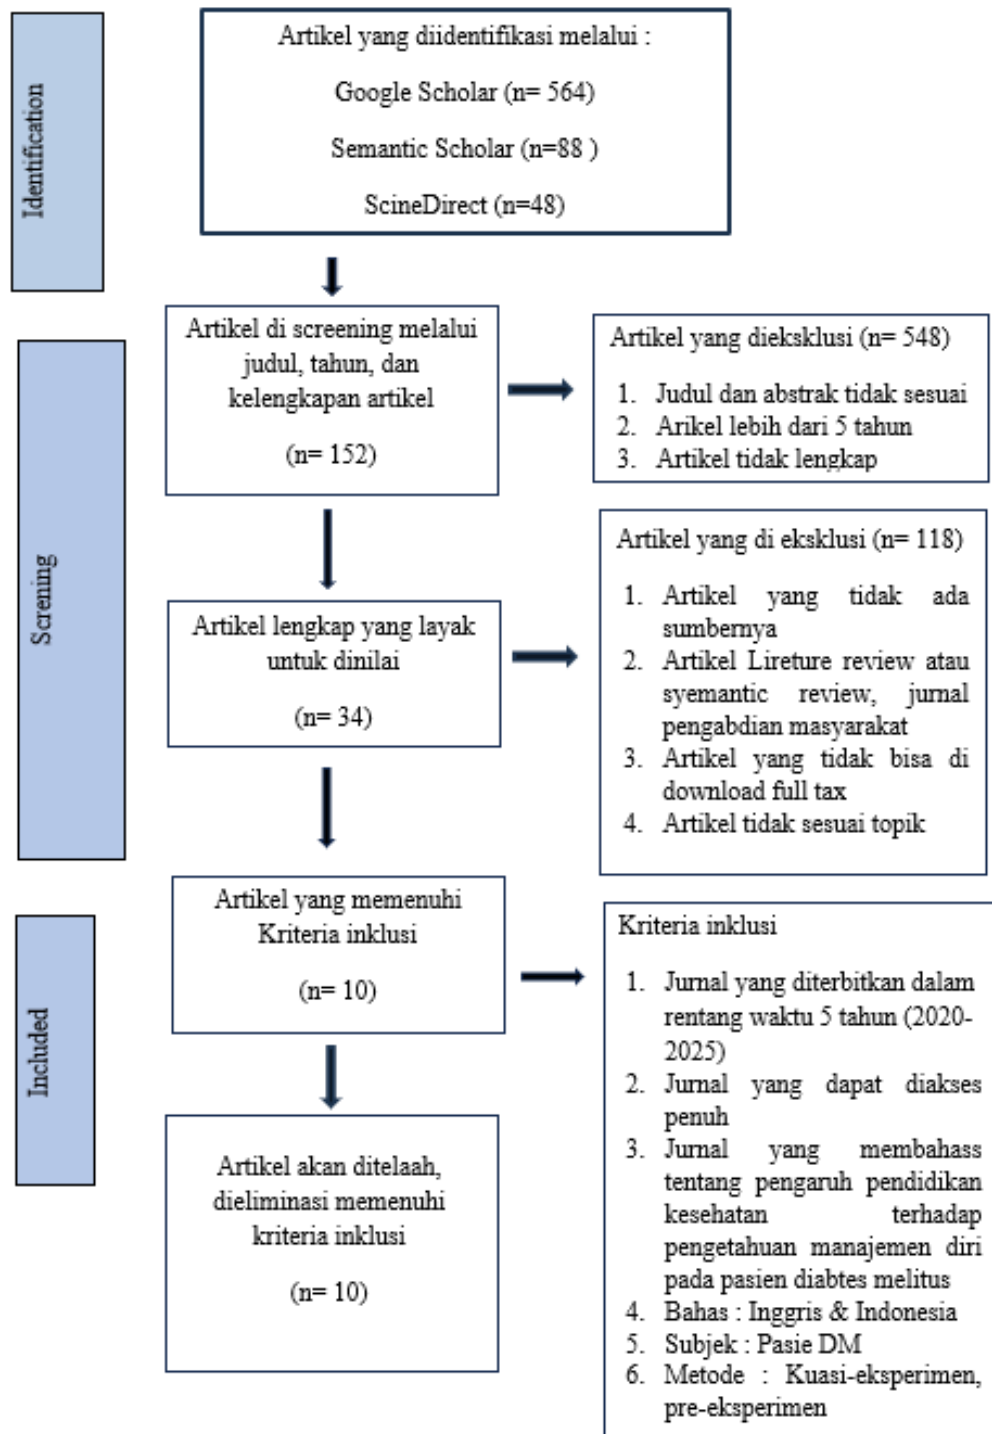 Identification
Artikel yang diidentifikasi melalui :
Google Scholar (n= 564)
Semantic Scholar (n=88 )
ScineDirect (n=48)
Screning
Artikel di screening melalui
judul, tahun, dan
kelengkapan artikel
(n= 152)
Artikel yang dieksklusi (n= 548)
1. Judul dan abstrak tidak sesuai
2. Arikel lebih dari 5 tahun
3. Artikel tidak lengkap
Artikel lengkap yang layak
untuk dinilai
(n= 34)
Artikel yang di eksklusi (n= 118)
1. Artikel yang tidak ada
sumbernya
2. Artikel Lireture review atau
syemantic review, jurnal
pengabdian masyarakat
3. Artikel yang tidak bisa di
download full tax
4. Artikel tidak sesuai topik
Included
Artikel yang memenuhi
Kriteria inklusi
(n= 10)
Kriteria inklusi
1. Jurnal yang diterbitkan dalam
rentang waktu 5 tahun (2020-
2025)
2. Jurnal yang dapat diakses
penuh
3. Jurnal yang membahass
tentang pengaruh pendidikan
kesehatan terhadap
pengetahuan manajemen diri
pada pasien diabtes melitus
4. Bahas : Inggris & Indonesia
5. Subjek : Pasie DM
6. Metode : Kuasi-eksperimen,
pre-eksperimen
Artikel akan ditelaah,
dieliminasi memenuhi
kriteria inklusi
(n= 10)